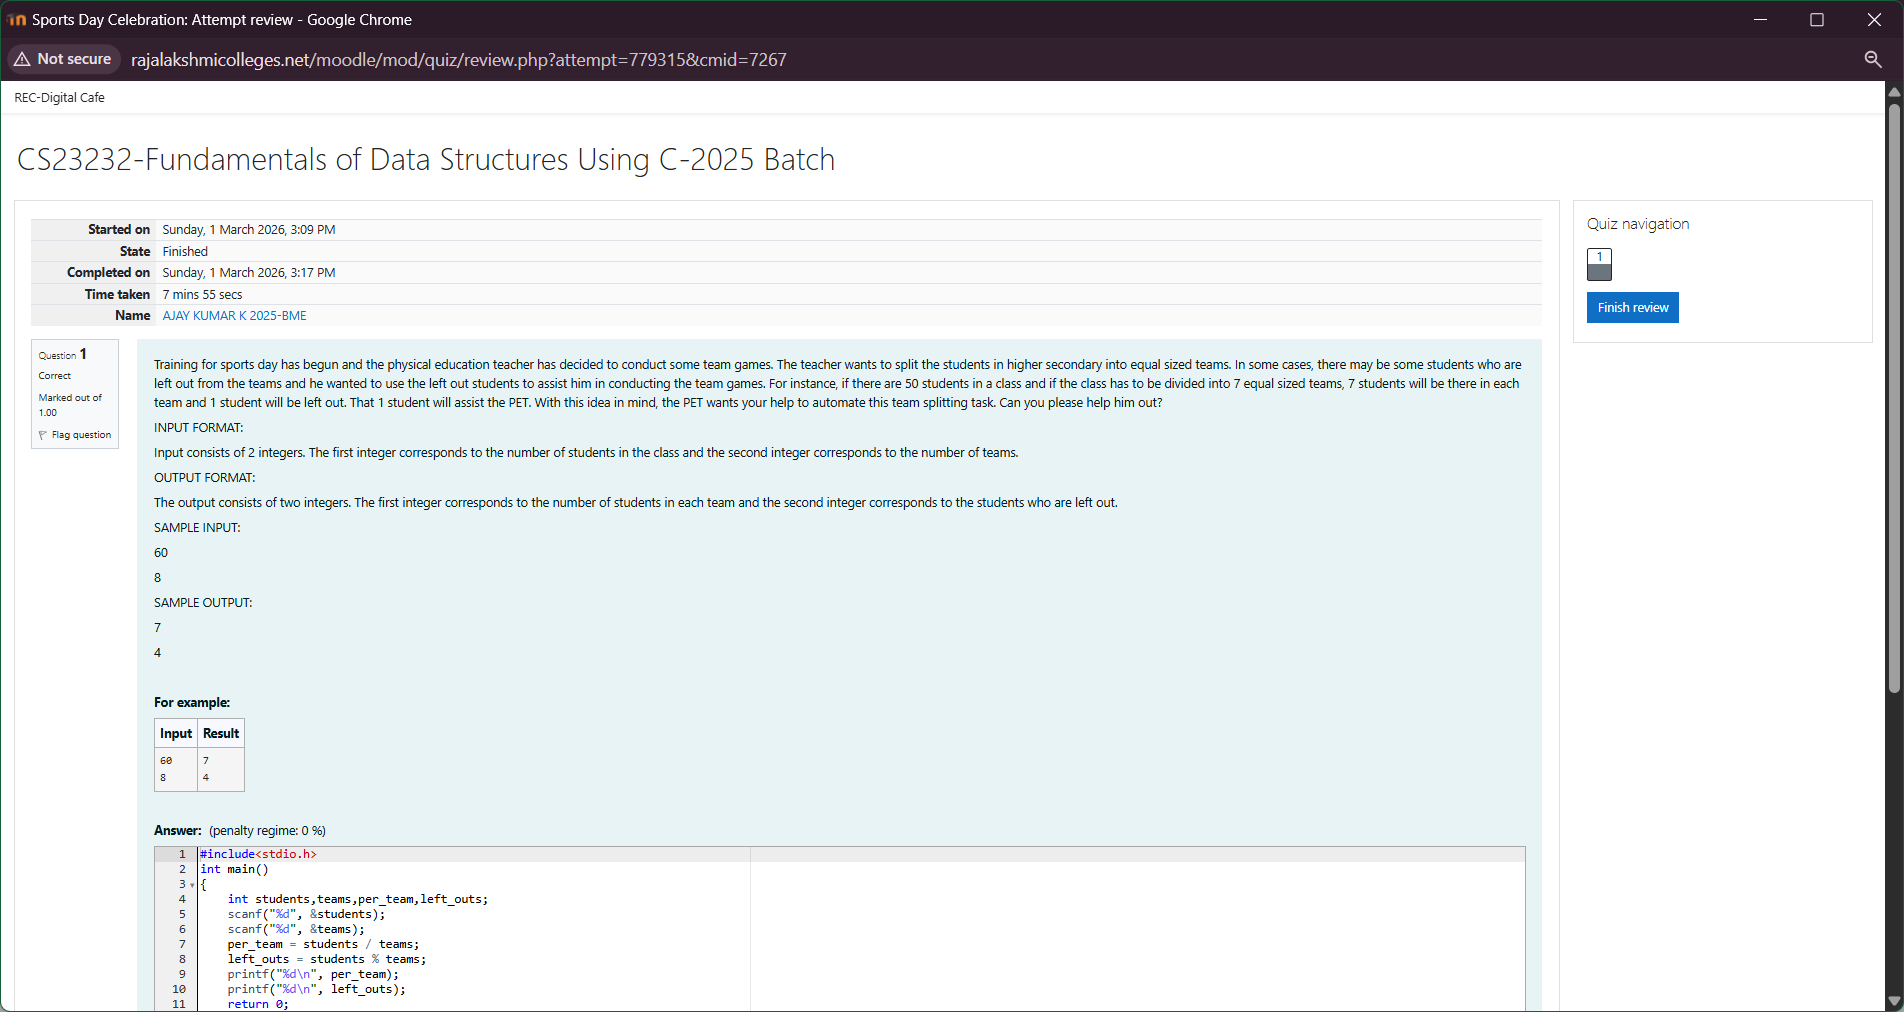 Sports Day Celebration: Attempt review - Google Chrome
Not secure rajalakshmicolleges.net/moodle/mod/quiz/review.php?attempt=779315&cmid=7267
REC-Digital Cafe
CS23232-Fundamentals of Data Structures Using C-2025 Batch
Started on Sunday, 1 March 2026, 3:09 PM
State Finished
Completed on Sunday, 1 March 2026, 3:17 PM
Time taken 7 mins 55 secs
Name AJAY KUMAR K 2025-BME
Question 1
Correct
Marked out of
1.00
Flag question
Training for sports day has begun and the physical education teacher has decided to conduct some team games. The teacher wants to split the students in higher secondary into equal sized teams. In some cases, there may be some students who are
left out from the teams and he wanted to use the left out students to assist him in conducting the team games. For instance, if there are 50 students in a class and if the class has to be divided into 7 equal sized teams, 7 students will be there in each
team and 1 student will be left out. That 1 student will assist the PET. With this idea in mind, the PET wants your help to automate this team splitting task. Can you please help him out?
INPUT FORMAT:
Input consists of 2 integers. The first integer corresponds to the number of students in the class and the second integer corresponds to the number of teams.
OUTPUT FORMAT:
The output consists of two integers. The first integer corresponds to the number of students in each team and the second integer corresponds to the students who are left out.
SAMPLE INPUT:
60
8
SAMPLE OUTPUT:
7
4
For example:
Input Result
60 7
8 4
Answer: (penalty regime: 0 %)
1 #include<stdio.h>
2 int main()
3 {
4 int students,teams,per_team,left_outs;
5 scanf("%d", &students);
6 scanf("%d", &teams);
7 per_team = students / teams;
8 left_outs = students % teams;
9 printf("%d\n", per_team);
10 printf("%d\n", left_outs);
11 return 0;
Quiz navigation
1
Finish review